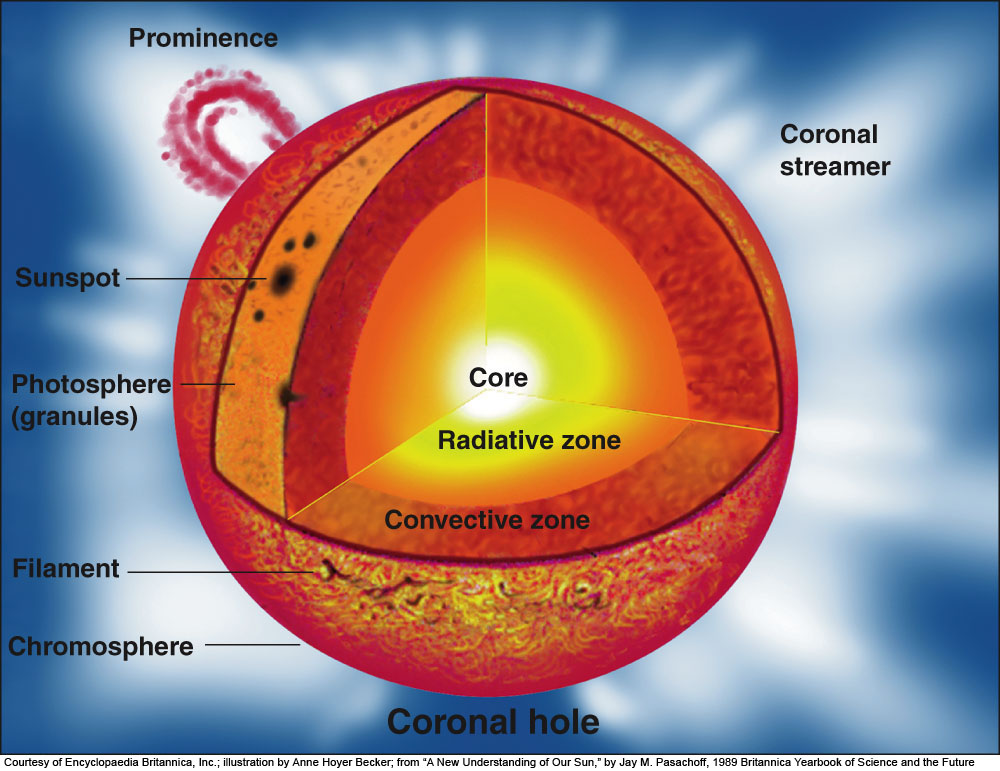 Prominence
Coronal
streamer
Sunspot
Core
Photosphere
(granules)
Radiative zone
Convective zone
Filament
Chromosphere
Coronal hole
Courtesy of Encyclopaedia Britannica, Inc.; illustration by Anne Hoyer Becker; from “A New Understanding of Our Sun,” by Jay M. Pasachoff, 1989 Britannica Yearbook of Science and the Future